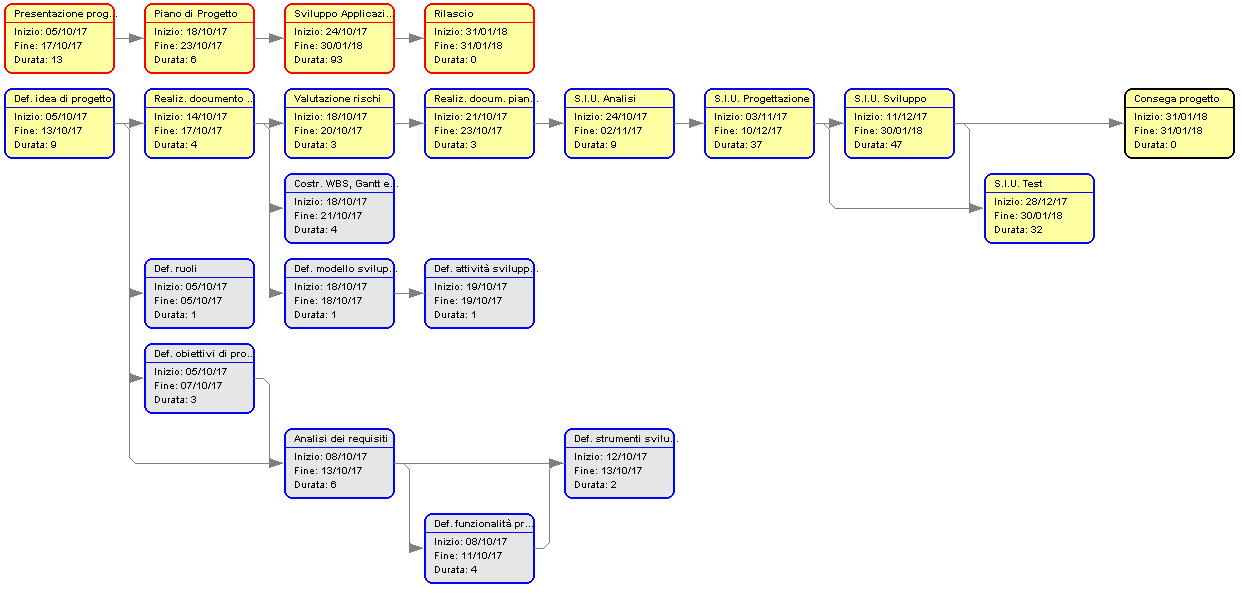 Presentazione prog...
Inizio: 05/10/17
Fine: 17/10/17
Durata: 13
Piano di Progetto
Inizio: 18/10/17
Fine: 23/10/17
Durata: 6
Sviluppo Applicazi...
Inizio: 24/10/17
Fine: 30/01/18
Durata: 93
Rilascio
Inizio: 31/01/18
Fine: 31/01/18
Durata: 0
Def. idea di progetto
Inizio: 05/10/17
Fine: 13/10/17
Durata: 9
Realiz. documento ...
Inizio: 14/10/17
Fine: 17/10/17
Durata: 4
Valutazione rischi
Inizio: 18/10/17
Fine: 20/10/17
Durata: 3
Realiz. docum. pian...
Inizio: 21/10/17
Fine: 23/10/17
Durata: 3
S.I.U. Analisi
Inizio: 24/10/17
Fine: 02/11/17
Durata: 9
S.I.U. Progettazione
Inizio: 03/11/17
Fine: 10/12/17
Durata: 37
S.I.U. Sviluppo
Inizio: 11/12/17
Fine: 30/01/18
Durata: 47
Consega progetto
Inizio: 31/01/18
Fine: 31/01/18
Durata: 0
Costr. WBS, Gantt e...
Inizio: 18/10/17
Fine: 21/10/17
Durata: 4
S.I.U. Test
Inizio: 28/12/17
Fine: 30/01/18
Durata: 32
Def. ruoli
Inizio: 05/10/17
Fine: 05/10/17
Durata: 1
Def. modello svilup...
Inizio: 18/10/17
Fine: 18/10/17
Durata: 1
Def. attività svilupp...
Inizio: 19/10/17
Fine: 19/10/17
Durata: 1
Def. obiettivi di pro...
Inizio: 05/10/17
Fine: 07/10/17
Durata: 3
Analisi dei requisiti
Inizio: 08/10/17
Fine: 13/10/17
Durata: 6
Def. strumenti svilu...
Inizio: 12/10/17
Fine: 13/10/17
Durata: 2
Def. funzionalità pr...
Inizio: 08/10/17
Fine: 11/10/17
Durata: 4